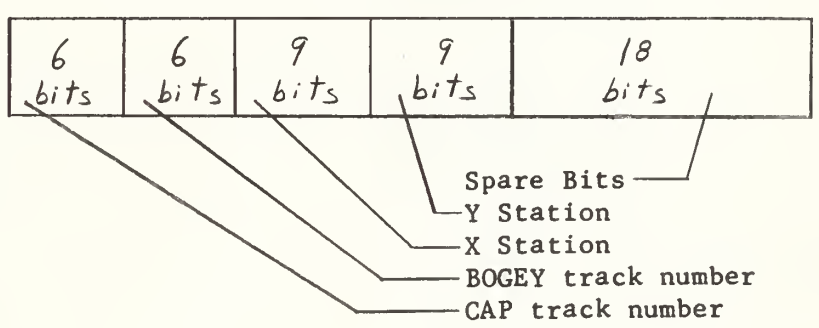 6 6 9 9 18
bits bits bits bits bits
Spare Bits
Y Station
X Station
BOGEY track number
CAP track number